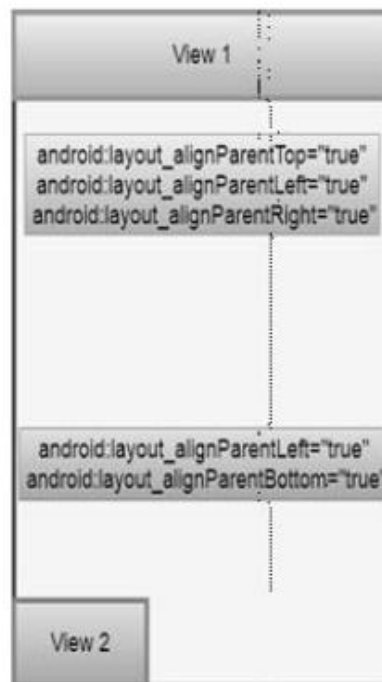 View 1
android:layout_alignParentTop="true"
android:layout_alignParentLeft="true"
android:layout_alignParentRight="true"
android:layout_alignParentLeft="true"
android:layout_alignParentBottom="true"
View 2